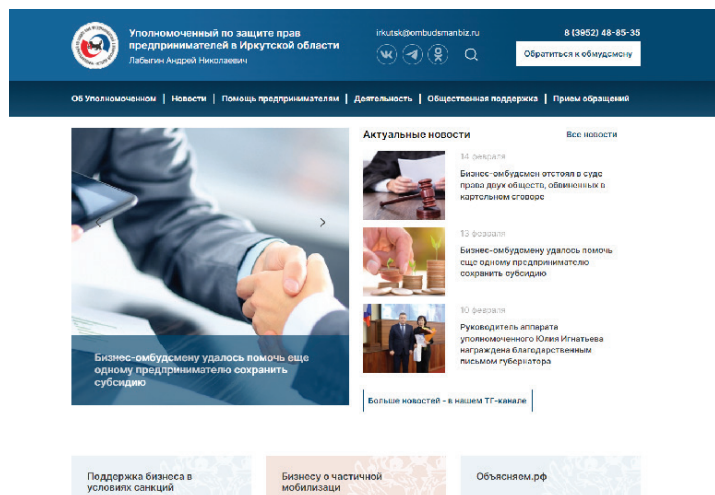 Уполномоченный по защите прав
предпринимателей в Иркутской области
Лабыгин Андрей Николаевич
irkutsk@ombudsmanbiz.ru
8 (3952) 48-85-35
Обратиться к обмудсмену
Об Уполномоченном | Новости | Помощь предпринимателям | Деятельность | Общественная поддержка | Прием обращений
Актуальные новости
Все новости
14 февраля
Бизнес-омбудсмен отстоял в суде
права двух обществ, обвиненных в
картельном сговоре
13 февраля
Бизнес-омбудсмену удалось помочь
еще одному предпринимателю
сохранить субсидию
10 февраля
Руководитель аппарата
уполномоченного Юлия Игнатьева
награждена благодарственным
письмом губернатора
Бизнес-омбудсмену удалось помочь еще
одному предпринимателю сохранить
субсидию
Больше новостей - в нашем ТГ-канале
Поддержка бизнеса в
условиях санкций
Бизнесу о частичной
мобилизаци
Объясняем.рф